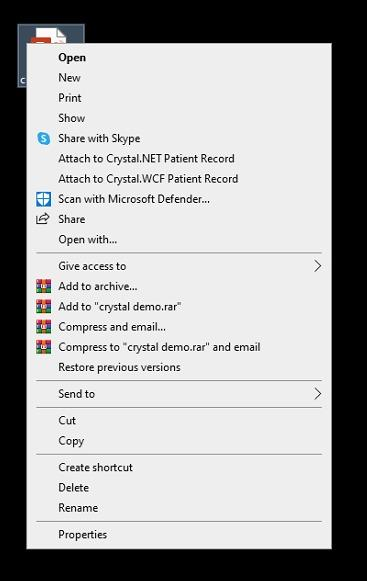 Open
New
Print
Show
Share with Skype
Attach to Crystal.NET Patient Record
Attach to Crystal.WCF Patient Record
Scan with Microsoft Defender...
Share
Open with...
Give access to
Add to archive...
Add to "crystal demo.rar"
Compress and email...
Compress to "crystal demo.rar" and email
Restore previous versions
Send to
Cut
Copy
Create shortcut
Delete
Rename
Properties